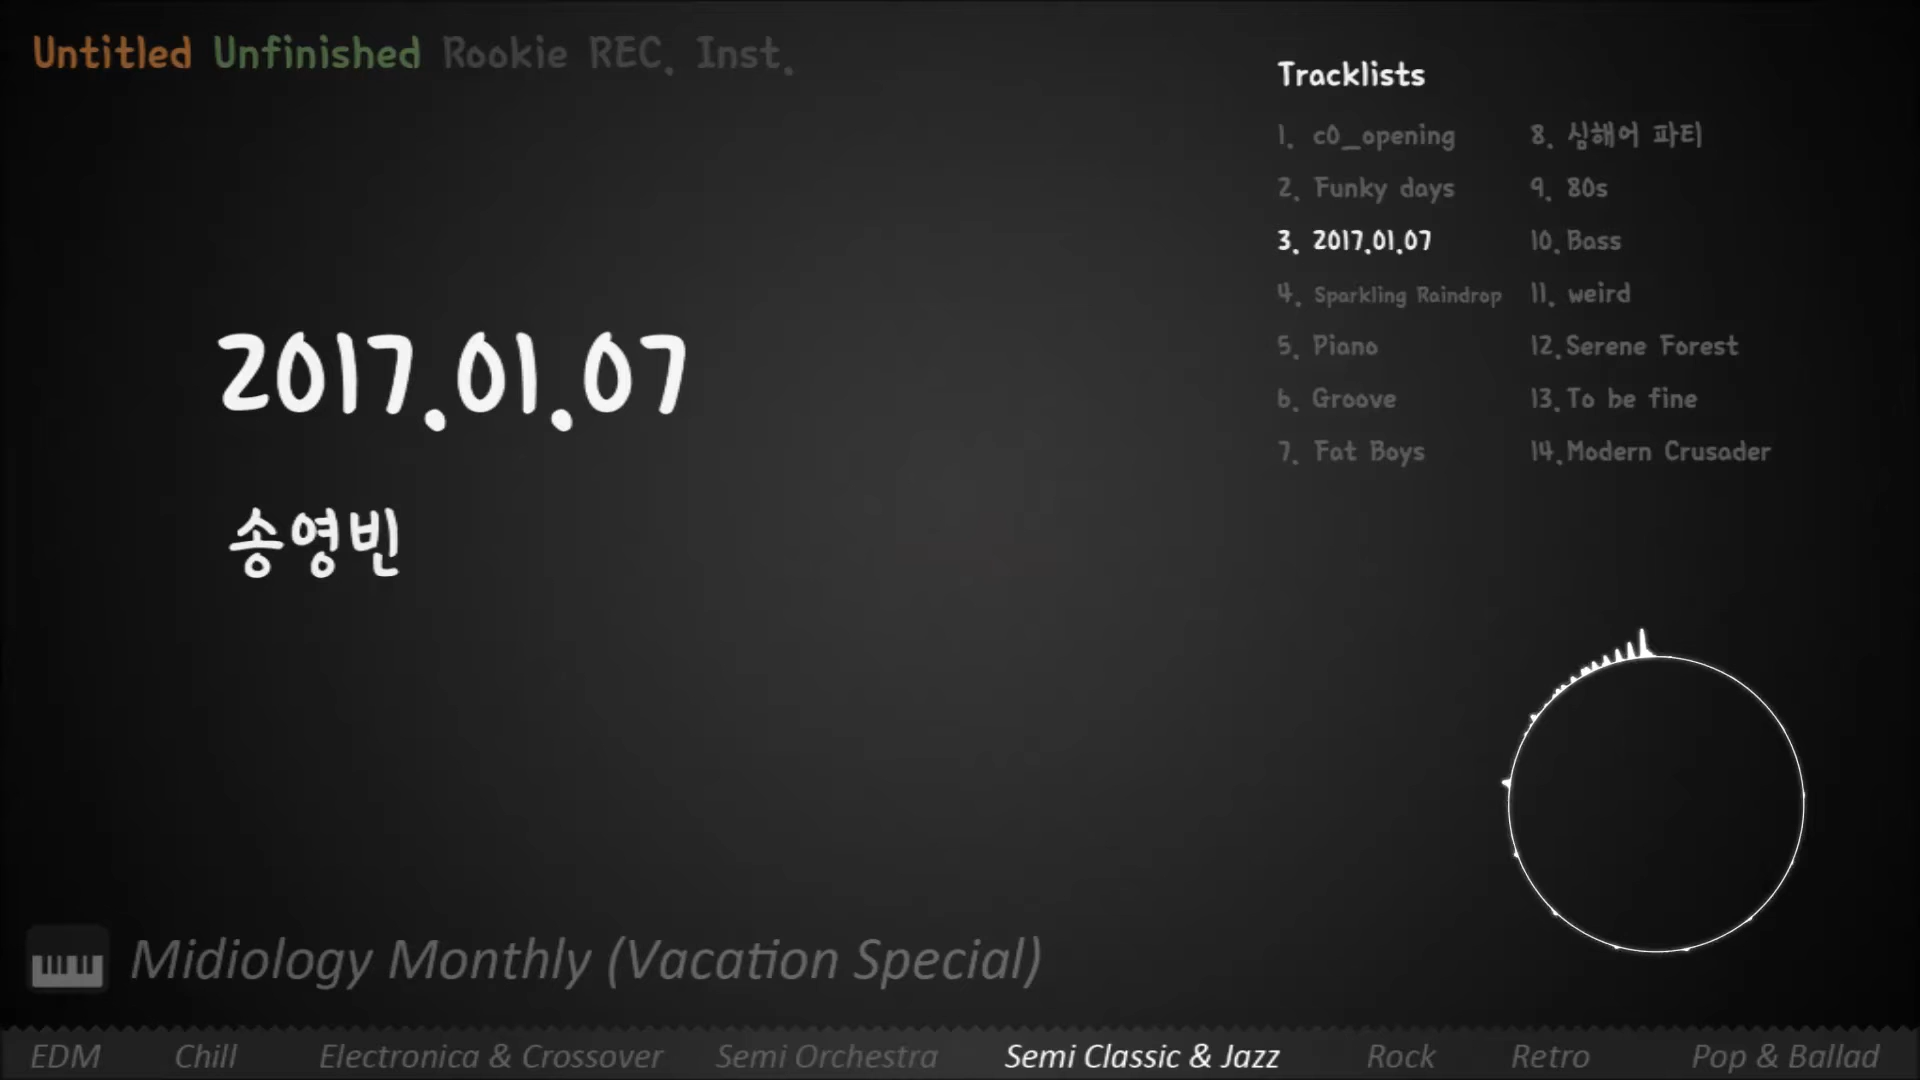 Untitled Unfinished Rookie REC. Inst.
Tracklists
1. c0_opening
2. Funky days
3. 2017.01.07
4. Sparkling Raindrop
5. Piano
6. Groove
7. Fat Boys
8. 심해어 파티
9. 80s
10. Bass
11. weird
12. Serene Forest
13. To be fine
14. Modern Crusader
2017.01.07
송영빈
Midiology Monthly (Vacation Special)
EDM Chill Electronica & Crossover Semi Orchestra Semi Classic & Jazz Rock Retro Pop & Ballad